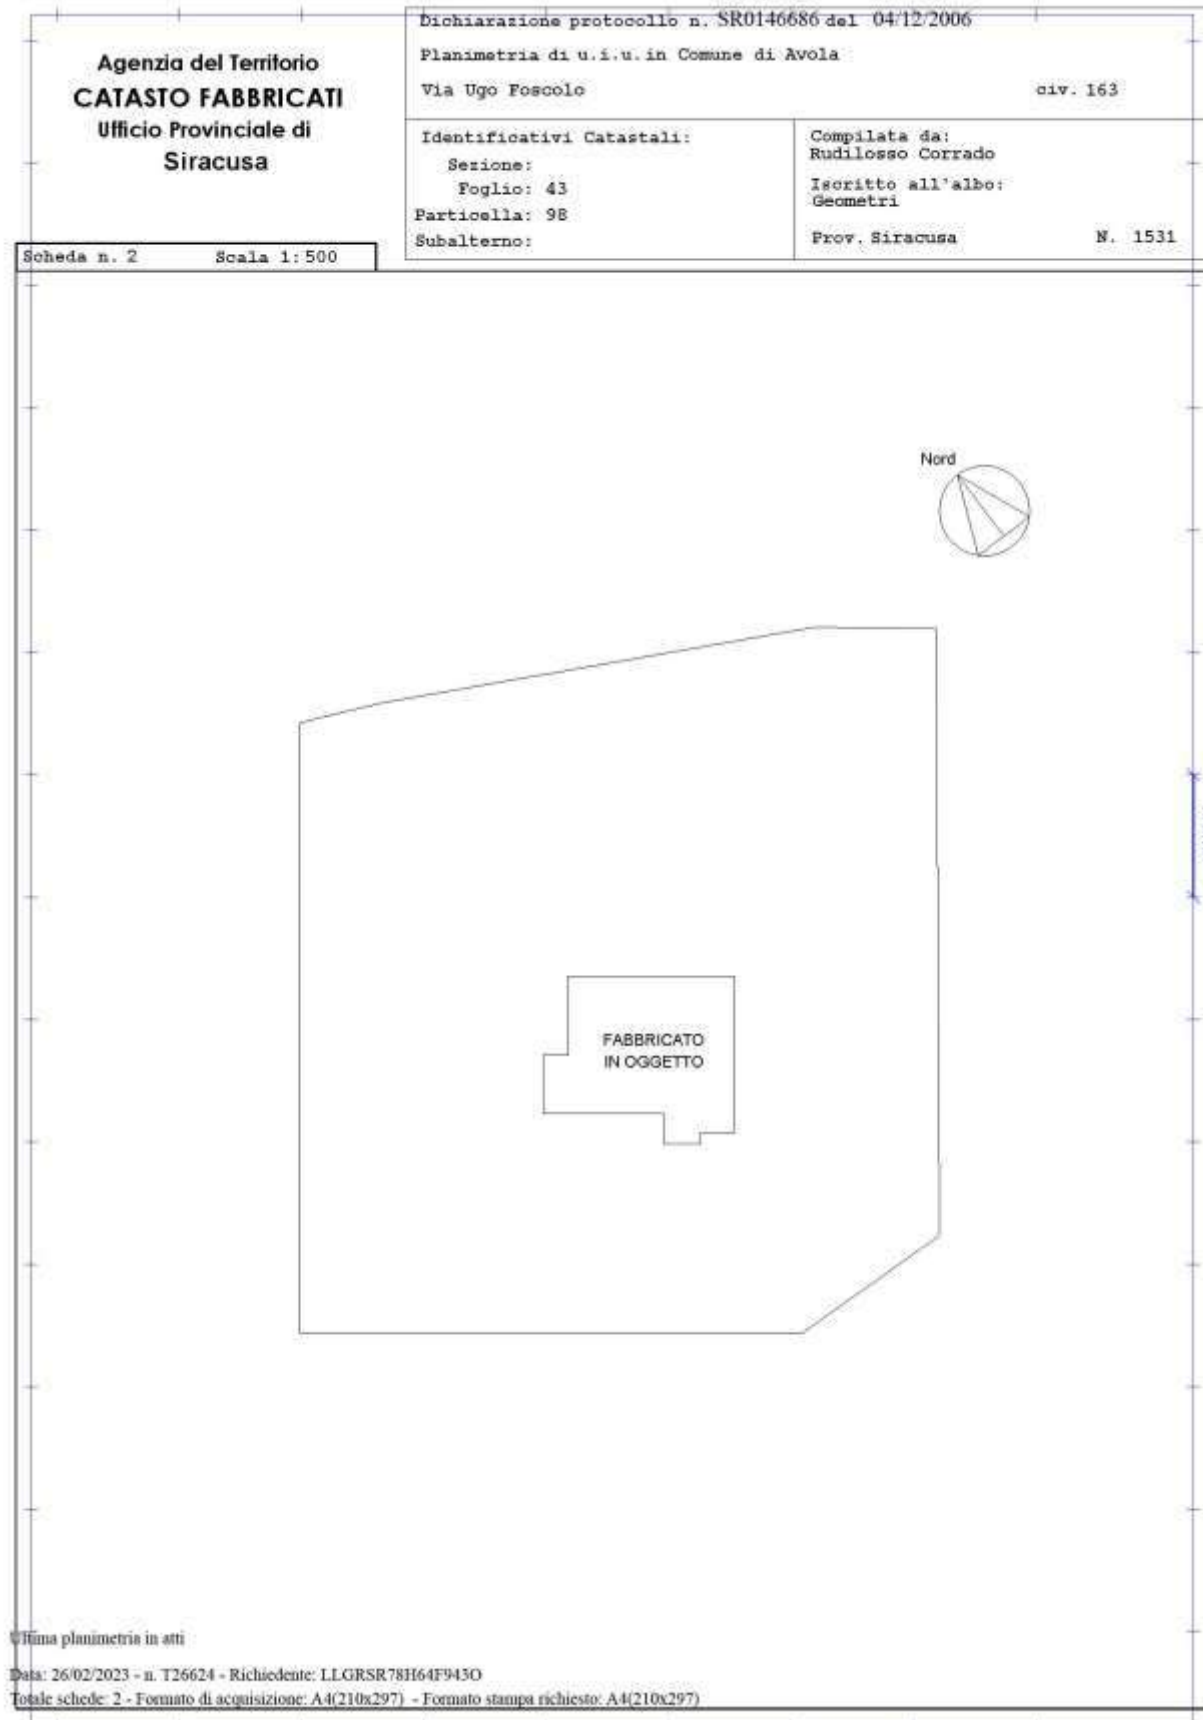 Agenzia del Territorio
CATASTO FABBRICATI
Ufficio Provinciale di
Siracusa
Scheda n. 2 Scala 1:500
Dichiarazione protocollo n. SR0146686 del 04/12/2006
Planimetria di u.i.u. in Comune di Avola
Via Ugo Foscolo civ. 163
Identificativi Catastali:
Sezione:
Foglio: 43
Particella: 98
Subalterno:
Compilata da:
Rudilosso Corrado
Iscritto all'albo:
Geometri
Prov. Siracusa N. 1531
Nord
FABBRICATO
IN OGGETTO
Ultima planimetria in atti
Data: 26/02/2023 - n. T26624 - Richiedente: LLGRSR78H64F943O
Totale schede: 2 - Formato di acquisizione: A4(210x297) - Formato stampa richiesto: A4(210x297)